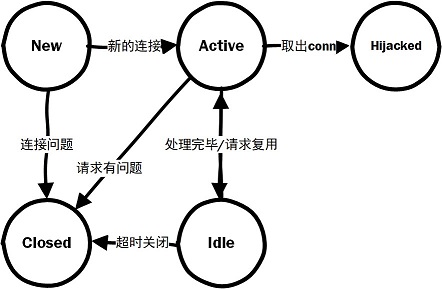 New
新的连接
Active
取出conn
Hijacked
连接问题
请求有问题
处理完毕/请求复用
Closed
超时关闭
Idle